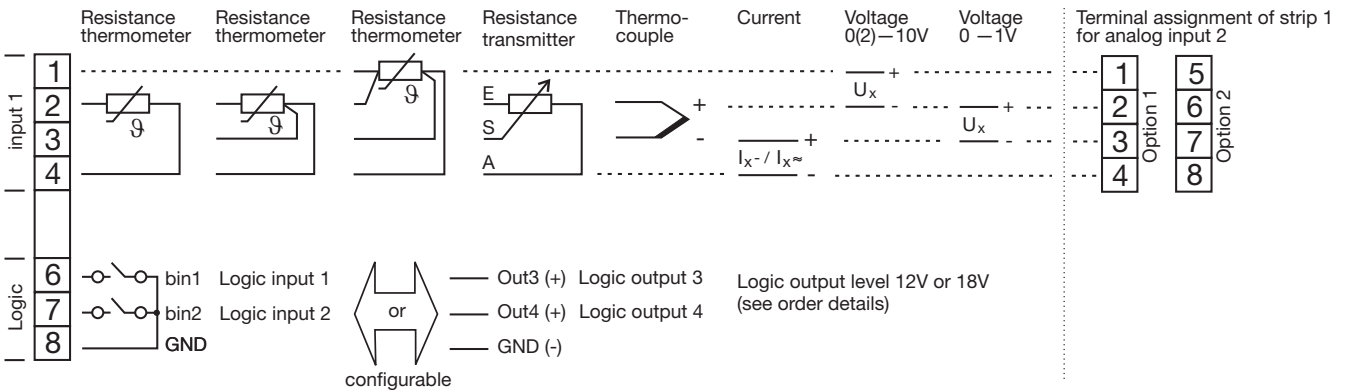 Resistance thermometer
Resistance thermometer
Resistance thermometer
Resistance transmitter
Thermo-couple
Current
Voltage 0(2)—10V
Voltage 0 —1V
Terminal assignment of strip 1 for analog input 2
input 1
1
2
3
4
ϑ
ϑ
ϑ
E
S
A
+
-
+
Ix- / Ix≈
-
+
Ux
-
+
Ux
-
1
2
3
4
Option 1
5
6
7
8
Option 2
Logic
6
7
8
bin1 Logic input 1
bin2 Logic input 2
GND
or
configurable
Out3 (+) Logic output 3
Out4 (+) Logic output 4
GND (-)
Logic output level 12V or 18V
(see order details)